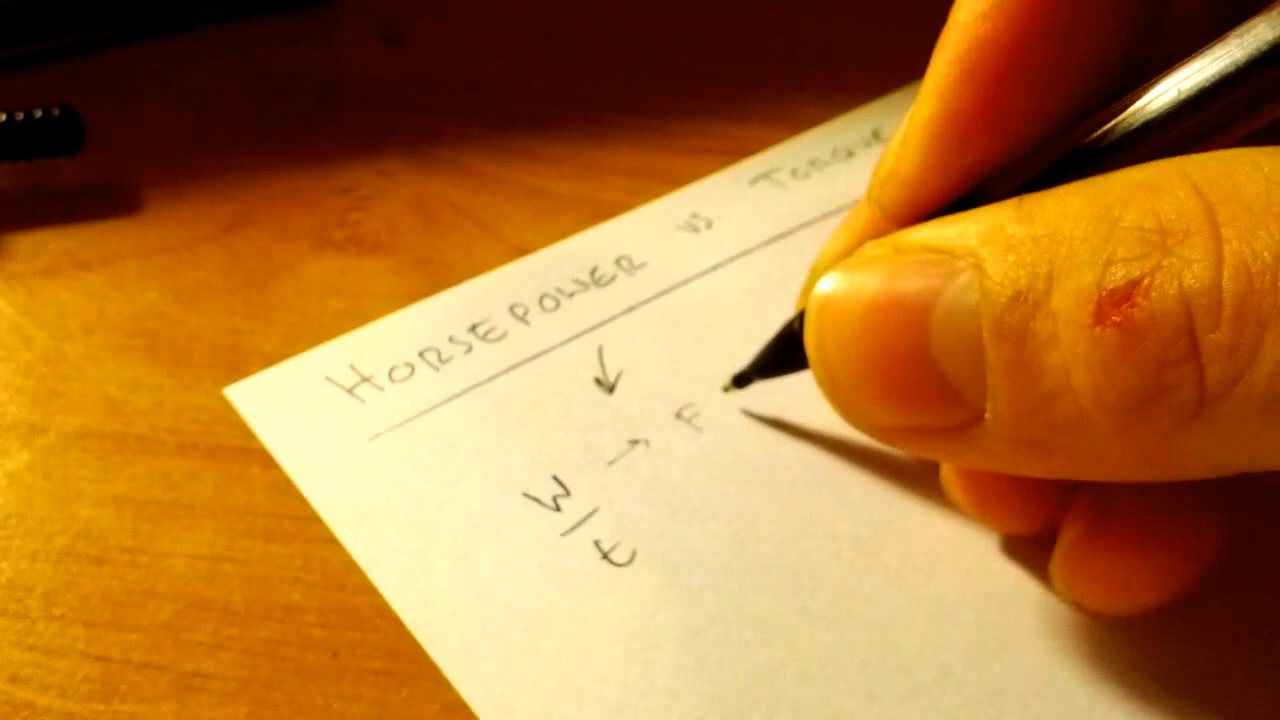 HORSEPOWER vs TORQUE
↓
W → F
t